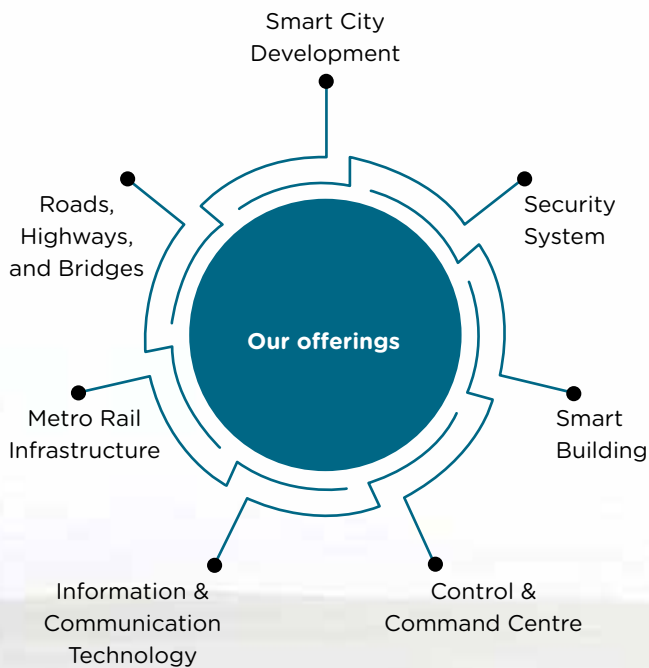 Smart City
Development
Security
System
Smart
Building
Control &
Command Centre
Information &
Communication
Technology
Metro Rail
Infrastructure
Roads,
Highways,
and Bridges
Our offerings